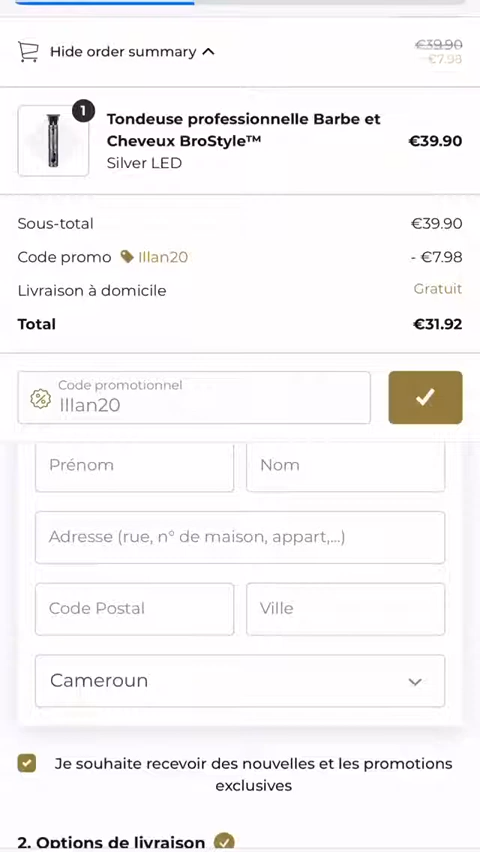 Hide order summary
€39.90
€7.98
1
Tondeuse professionnelle Barbe et
Cheveux BroStyle™
€39.90
Silver LED
Sous-total €39.90
Code promo Illan20 - €7.98
Livraison à domicile Gratuit
Total €31.92
Code promotionnel
Illan20
Prénom Nom
Adresse (rue, n° de maison, appart,...)
Code Postal Ville
Cameroun
Je souhaite recevoir des nouvelles et les promotions
exclusives
2. Options de livraison